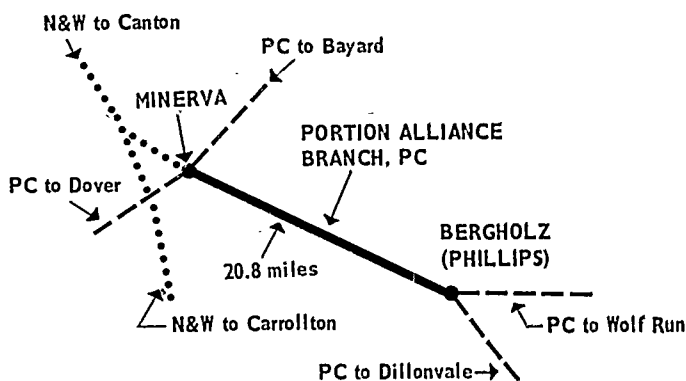 N&W to Canton
PC to Bayard
MINERVA
PORTION ALLIANCE
BRANCH, PC
PC to Dover
BERGHOLZ
(PHILLIPS)
20.8 miles
N&W to Carrollton
PC to Wolf Run
PC to Dillonvale